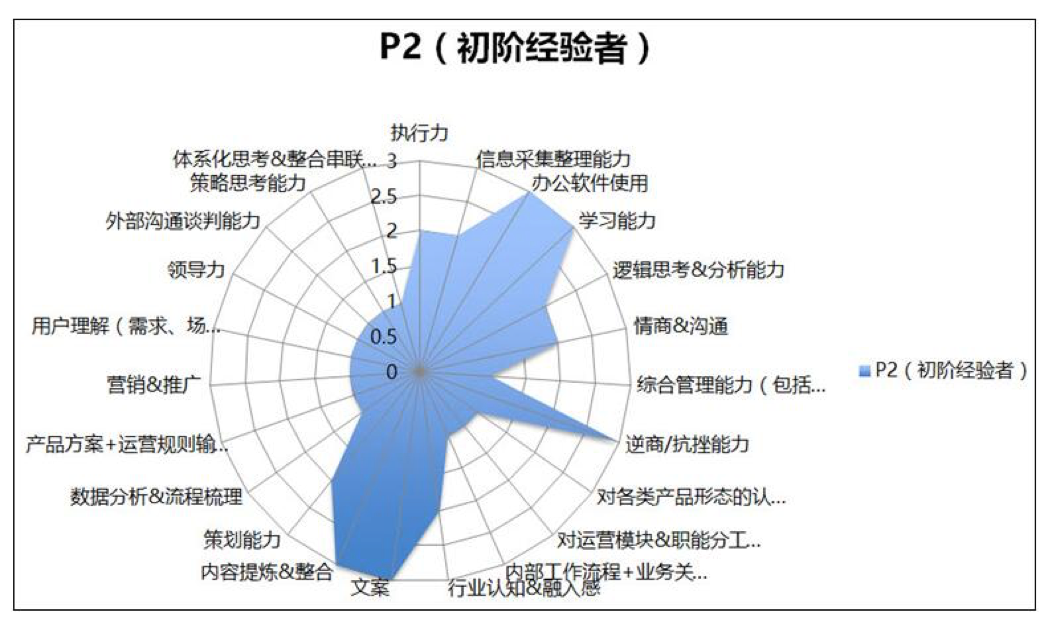 P2（初阶经验者）
执行力
信息采集整理能力
办公软件使用
学习能力
逻辑思考&分析能力
情商&沟通
综合管理能力（包括...
逆商/抗挫能力
对各类产品形态的认...
对运营模块&职能分工...
内部工作流程+业务关...
行业认知&融入感
文案
内容提炼&整合
策划能力
数据分析&流程梳理
产品方案+运营规则输...
营销&推广
用户理解（需求、场...
领导力
外部沟通谈判能力
策略思考能力
体系化思考&整合串联...
3
2.5
2
1.5
1
0.5
0
P2（初阶经验者）